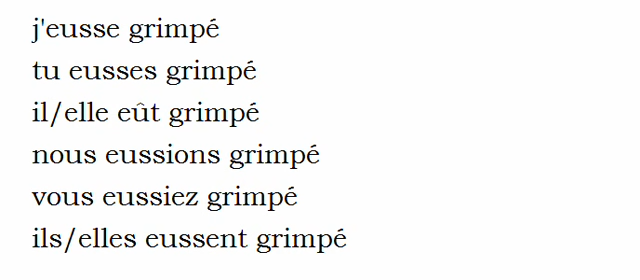 j'eusse grimpé
tu eusses grimpé
il/elle eût grimpé
nous eussions grimpé
vous eussiez grimpé
ils/elles eussent grimpé